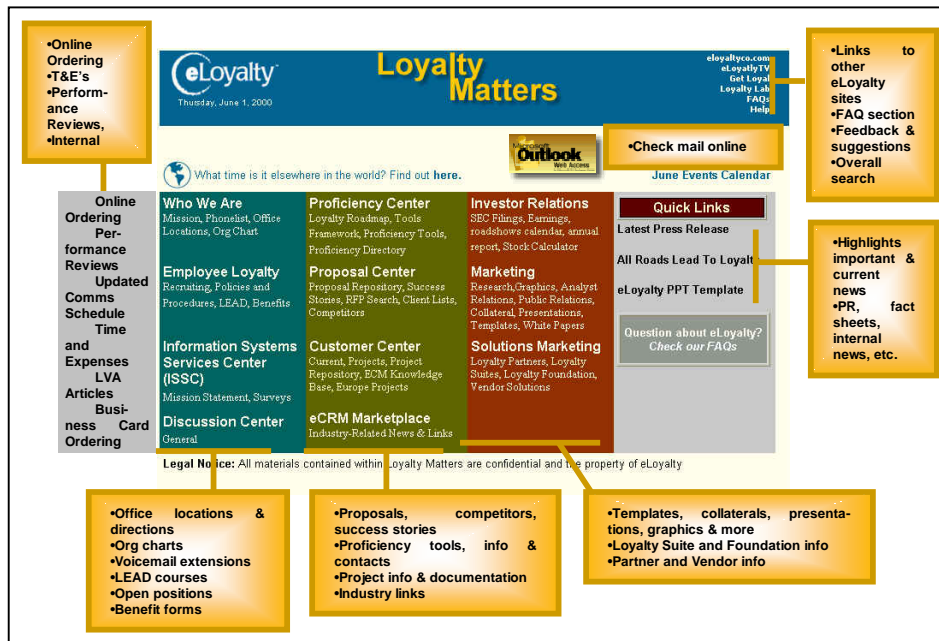 •Online
Ordering
•T&E's
•Perform-
ance
Reviews,
•Internal
eLoyalty
Thursday, June 1, 2000
Loyalty
Matters
eloyaltyco.com
eLoyatlyTV
Get Loyal
Loyalty Lab
FAQs
Help
•Links to
other
eLoyalty
sites
•FAQ section
•Feedback &
suggestions
•Overall
search
Microsoft
Outlook
Web Access
•Check mail online
What time is it elsewhere in the world? Find out here.
June Events Calendar
Online
Ordering
Per-
formance
Reviews
Updated
Comms
Schedule
Time
and
Expenses
LVA
Articles
Busi-
ness Card
Ordering
Who We Are
Mission, Phonelist, Office
Locations, Org Chart
Employee Loyalty
Recruiting, Policies and
Procedures, LEAD, Benefits
Information Systems
Services Center
(ISSC)
Mission Statement, Surveys
Discussion Center
General
Proficiency Center
Loyalty Roadmap, Tools
Framework, Proficiency Tools,
Proficiency Directory
Proposal Center
Proposal Repository, Success
Stories, RFP Search, Client Lists,
Competitors
Customer Center
Current, Projects, Project
Repository, ECM Knowledge
Base, Europe Projects
eCRM Marketplace
Industry-Related News & Links
Investor Relations
SEC Filings, Earnings,
roadshows calendar, annual
report, Stock Calculator
Marketing
Research,Graphics, Analyst
Relations, Public Relations,
Collateral, Presentations,
Templates, White Papers
Solutions Marketing
Loyalty Partners, Loyalty
Suites, Loyalty Foundation,
Vendor Solutions
Quick Links
Latest Press Release
All Roads Lead To Loyalt
eLoyalty PPT Template
Question about eLoyalty?
Check our FAQs
•Highlights
important &
current
news
•PR, fact
sheets,
internal
news, etc.
Legal Notice: All materials contained within Loyalty Matters are confidential and the property of eLoyalty
•Office locations &
directions
•Org charts
•Voicemail extensions
•LEAD courses
•Open positions
•Benefit forms
•Proposals, competitors,
success stories
•Proficiency tools, info &
contacts
•Project info & documentation
•Industry links
•Templates, collaterals, presenta-
tions, graphics & more
•Loyalty Suite and Foundation info
•Partner and Vendor info